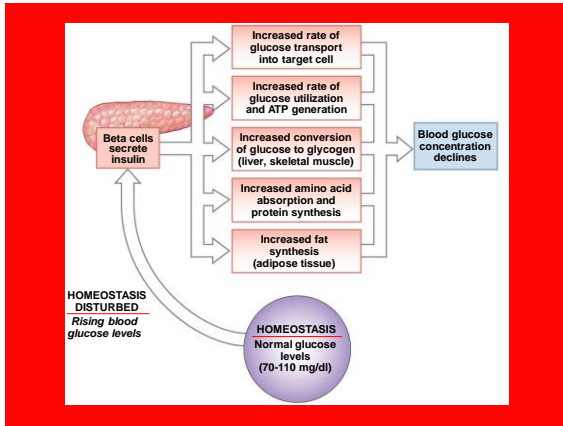 Increased rate of
glucose transport
into target cell
Increased rate of
glucose utilization
and ATP generation
Beta cells
secrete
insulin
Increased conversion
of glucose to glycogen
(liver, skeletal muscle)
Blood glucose
concentration
declines
Increased amino acid
absorption and
protein synthesis
Increased fat
synthesis
(adipose tissue)
HOMEOSTASIS
DISTURBED
Rising blood
glucose levels
HOMEOSTASIS
Normal glucose
levels
(70-110 mg/dl)